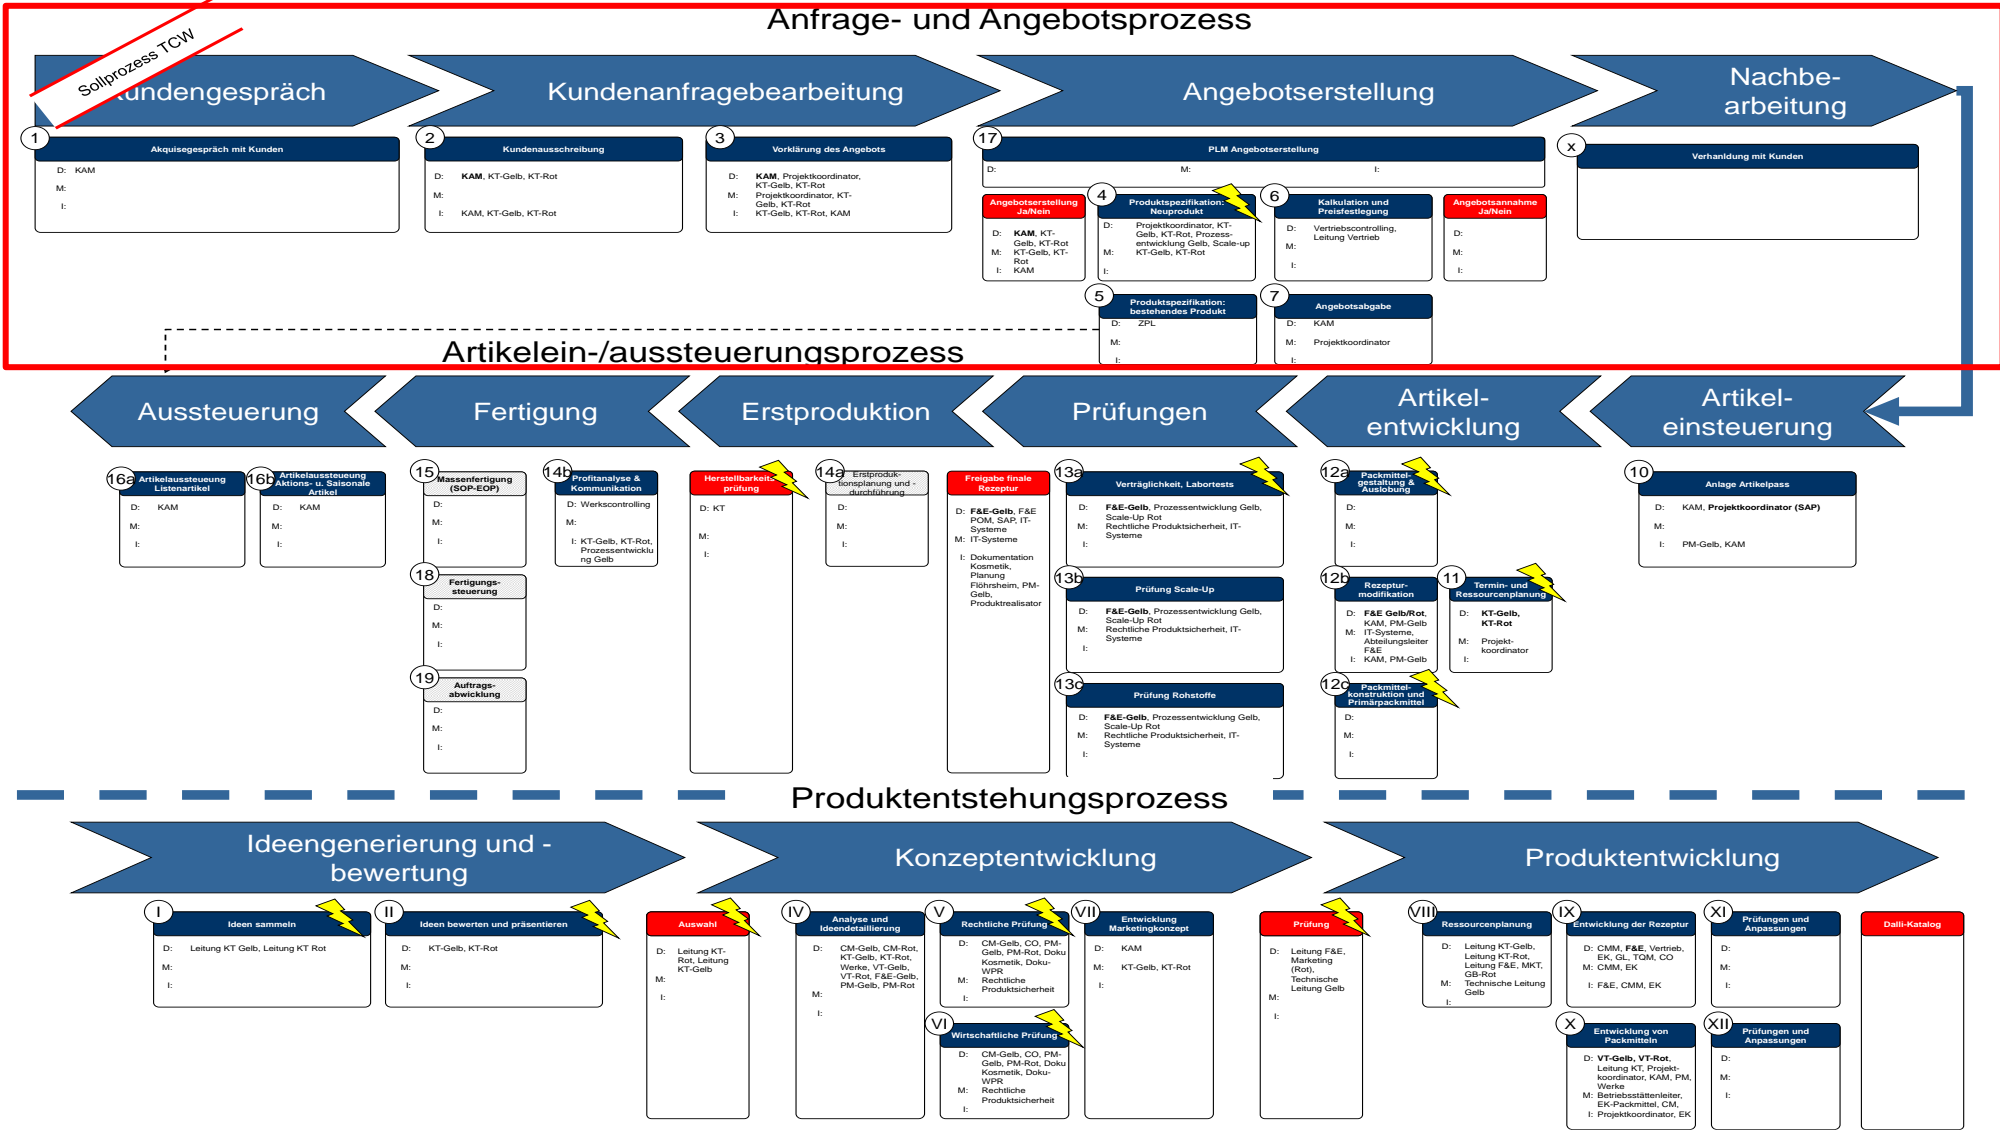 Anfrage- und Angebotsprozess
Sollprozess TCW
Kundengespräch
Kundenanfragebearbeitung
Angebotserstellung
Nachbe-
arbeitung
1
Akquisegespräch mit Kunden
D: KAM
M:
I:
2
Kundenausschreibung
D: KAM, KT-Gelb, KT-Rot
M:
I: KAM, KT-Gelb, KT-Rot
3
Vorklärung des Angebots
D: KAM, Projektkoordinator,
KT-Gelb, KT-Rot
M: Projektkoordinator, KT-
Gelb, KT-Rot
I: KT-Gelb, KT-Rot, KAM
17
PLM Angebotserstellung
D: M: I:
x
Verhanldung mit Kunden
Angebotserstellung
Ja/Nein
D: KAM, KT-
Gelb, KT-Rot
M: KT-Gelb, KT-
Rot
I: KAM
4
Produktspezifikation:
Neuprodukt
D: Projektkoordinator, KT-
Gelb, KT-Rot, Prozess-
entwicklung Gelb, Scale-up
M: KT-Gelb, KT-Rot
I:
6
Kalkulation und
Preisfestlegung
D: Vertriebscontrolling,
Leitung Vertrieb
M:
I:
Angebotsannahme
Ja/Nein
D:
M:
I:
5
Produktspezifikation:
bestehendes Produkt
D: ZPL
M:
I:
7
Angebotsabgabe
D: KAM
M: Projektkoordinator
I:
Artikelein-/aussteuerungsprozess
Aussteuerung
Fertigung
Erstproduktion
Prüfungen
Artikel-
entwicklung
Artikel-
einsteuerung
16a
Artikelaussteuung
Listenartikel
D: KAM
M:
I:
16b
Artikelaussteuung
Aktions- u. Saisonale
Artikel
D: KAM
M:
I:
15
Massenfertigung
(SOP-EOP)
D:
M:
I:
14b
Profitanalyse &
Kommunikation
D: Werkscontrolling
M:
I: KT-Gelb, KT-Rot,
Prozessentwicklu
ng Gelb
Herstellbarkeits
prüfung
D: KT
M:
I:
14a
Erstproduk-
tionsplanung und -
durchführung
D:
M:
I:
Freigabe finale
Rezeptur
D: F&E-Gelb, F&E
POM, SAP, IT-
Systeme
M: IT-Systeme
I: Dokumentation
Kosmetik,
Planung
Flöhrsheim, PM-
Gelb,
Produktrealisator
13a
Verträglichkeit, Labortests
D: F&E-Gelb, Prozessentwicklung Gelb,
Scale-Up Rot
M: Rechtliche Produktsicherheit, IT-
Systeme
I:
12a
Packmittel-
gestaltung &
Auslobung
D:
M:
I:
10
Anlage Artikelpass
D: KAM, Projektkoordinator (SAP)
M:
I: PM-Gelb, KAM
18
Fertigungs-
steuerung
D:
M:
I:
13b
Prüfung Scale-Up
D: F&E-Gelb, Prozessentwicklung Gelb,
Scale-Up Rot
M: Rechtliche Produktsicherheit, IT-
Systeme
I:
12b
Rezeptur-
modifikation
D: F&E Gelb/Rot,
KAM, PM-Gelb
M: IT-Systeme,
Abteilungsleiter
F&E
I: KAM, PM-Gelb
11
Termin- und
Ressourcenplanung
D: KT-Gelb,
KT-Rot
M: Projekt-
koordinator
I:
19
Auftrags-
abwicklung
D:
M:
I:
13c
Prüfung Rohstoffe
D: F&E-Gelb, Prozessentwicklung Gelb,
Scale-Up Rot
M: Rechtliche Produktsicherheit, IT-
Systeme
I:
12c
Packmittel-
konstruktion und
Primärpackmittel
D:
M:
I:
Produktentstehungsprozess
Ideengenerierung und -
bewertung
Konzeptentwicklung
Produktentwicklung
I
Ideen sammeln
D: Leitung KT Gelb, Leitung KT Rot
M:
I:
II
Ideen bewerten und präsentieren
D: KT-Gelb, KT-Rot
M:
I:
Auswahl
D: Leitung KT-
Rot, Leitung
KT-Gelb
M:
I:
IV
Analyse und
Ideendetaillierung
D: CM-Gelb, CM-Rot,
KT-Gelb, KT-Rot,
Werke, VT-Gelb,
VT-Rot, F&E-Gelb,
PM-Gelb, PM-Rot
M:
I:
V
Rechtliche Prüfung
D: CM-Gelb, CO, PM-
Gelb, PM-Rot, Doku
Kosmetik, Doku-
WPR
M: Rechtliche
Produktsicherheit
I:
VII
Entwicklung
Marketingkonzept
D: KAM
M: KT-Gelb, KT-Rot
I:
Prüfung
D: Leitung F&E,
Marketing
(Rot),
Technische
Leitung Gelb
M:
I:
VIII
Ressourcenplanung
D: Leitung KT-Gelb,
Leitung KT-Rot,
Leitung F&E, MKT,
GB-Rot
M: Technische Leitung
Gelb
I:
IX
Entwicklung der Rezeptur
D: CMM, F&E, Vertrieb,
EK, GL, TQM, CO
M: CMM, EK
I: F&E, CMM, EK
XI
Prüfungen und
Anpassungen
D:
M:
I:
Dalli-Katalog
VI
Wirtschaftliche Prüfung
D: CM-Gelb, CO, PM-
Gelb, PM-Rot, Doku
Kosmetik, Doku-
WPR
M: Rechtliche
Produktsicherheit
I:
X
Entwicklung von
Packmitteln
D: VT-Gelb, VT-Rot,
Leitung KT, Projekt-
koordinator, KAM, PM,
Werke
M: Betriebsstättenleiter,
EK-Packmittel, CM,
I: Projektkoordinator, EK
XII
Prüfungen und
Anpassungen
D:
M:
I: